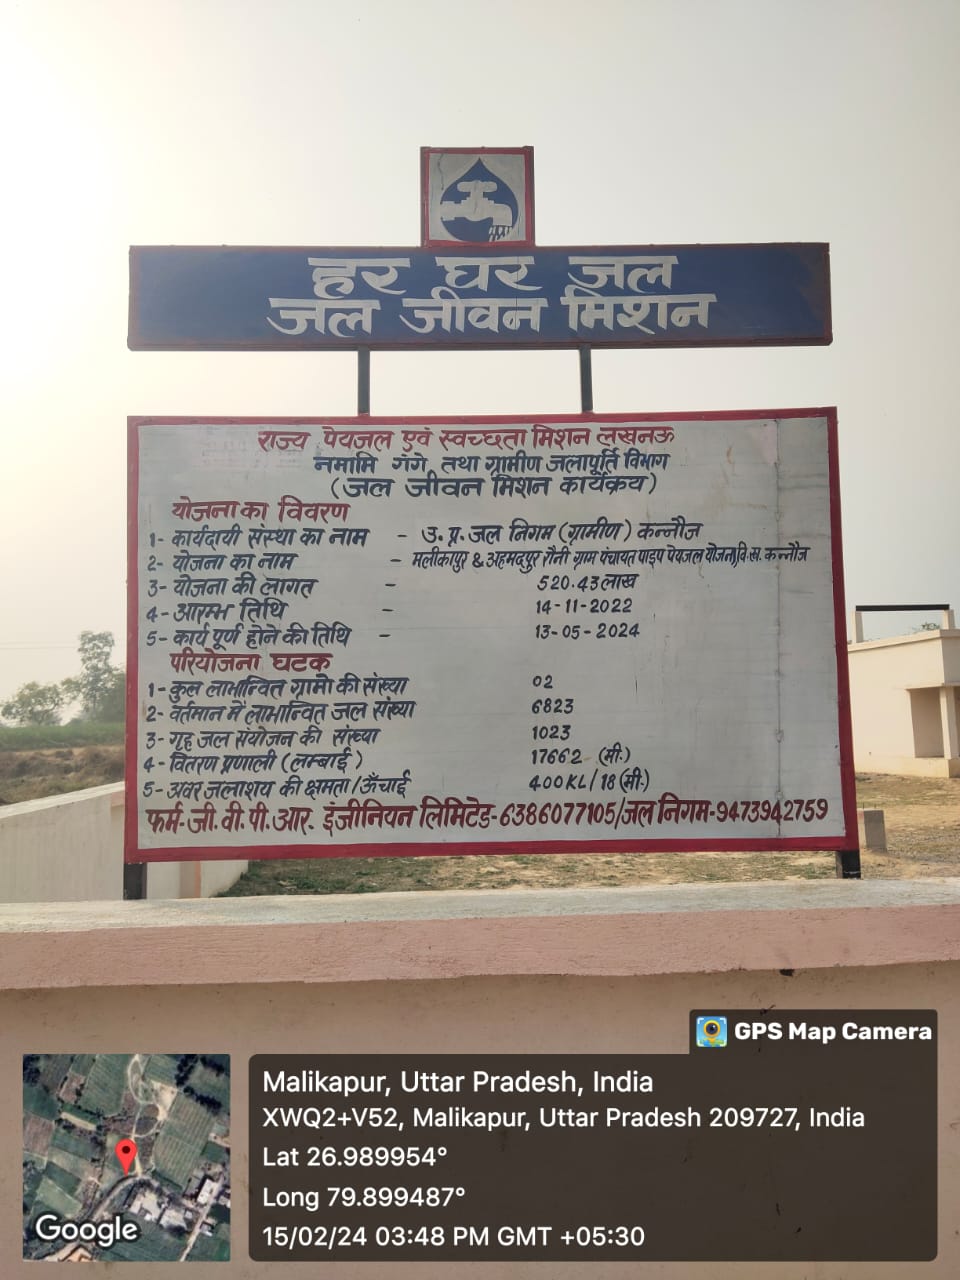 हर घर जल
जल जीवन मिशन
राज्य पेयजल एवं स्वच्छता मिशन लखनऊ
नमामि गंगे तथा ग्रामीण जलापूर्ति विभाग
(जल जीवन मिशन कार्यक्रय)
योजना का विवरण
1- कार्यदायी संस्था का नाम - उ. प्र. जल निगम (ग्रामीण) कन्नौज
2- योजना का नाम - मलीकापुर & अहमदपुर रौनी ग्राम पंचायत पाइप पेयजल योजना, वि.ख. कन्नौज
3- योजना की लागत - 520.43 लाख
4- आरम्भ तिथि - 14-11-2022
5- कार्य पूर्ण होने की तिथि - 13-05-2024
परियोजना घटक
1- कुल लाभान्वित ग्रामो की संख्या 02
2- वर्तमान में लाभान्वित जल संख्या 6823
3- गृह जल संयोजन की संख्या 1023
4- वितरण प्रणाली (लम्बाई) 17662 (मी.)
5- अवर जलाशय की क्षमता/ऊँचाई 400KL/18 (मी.)
फर्म-जी. वी. पी. आर. इंजीनियन लिमिटेड-6386077105/जल निगम-9473942759
GPS Map Camera
Malikapur, Uttar Pradesh, India
XWQ2+V52, Malikapur, Uttar Pradesh 209727, India
Lat 26.989954°
Long 79.899487°
15/02/24 03:48 PM GMT +05:30
Google